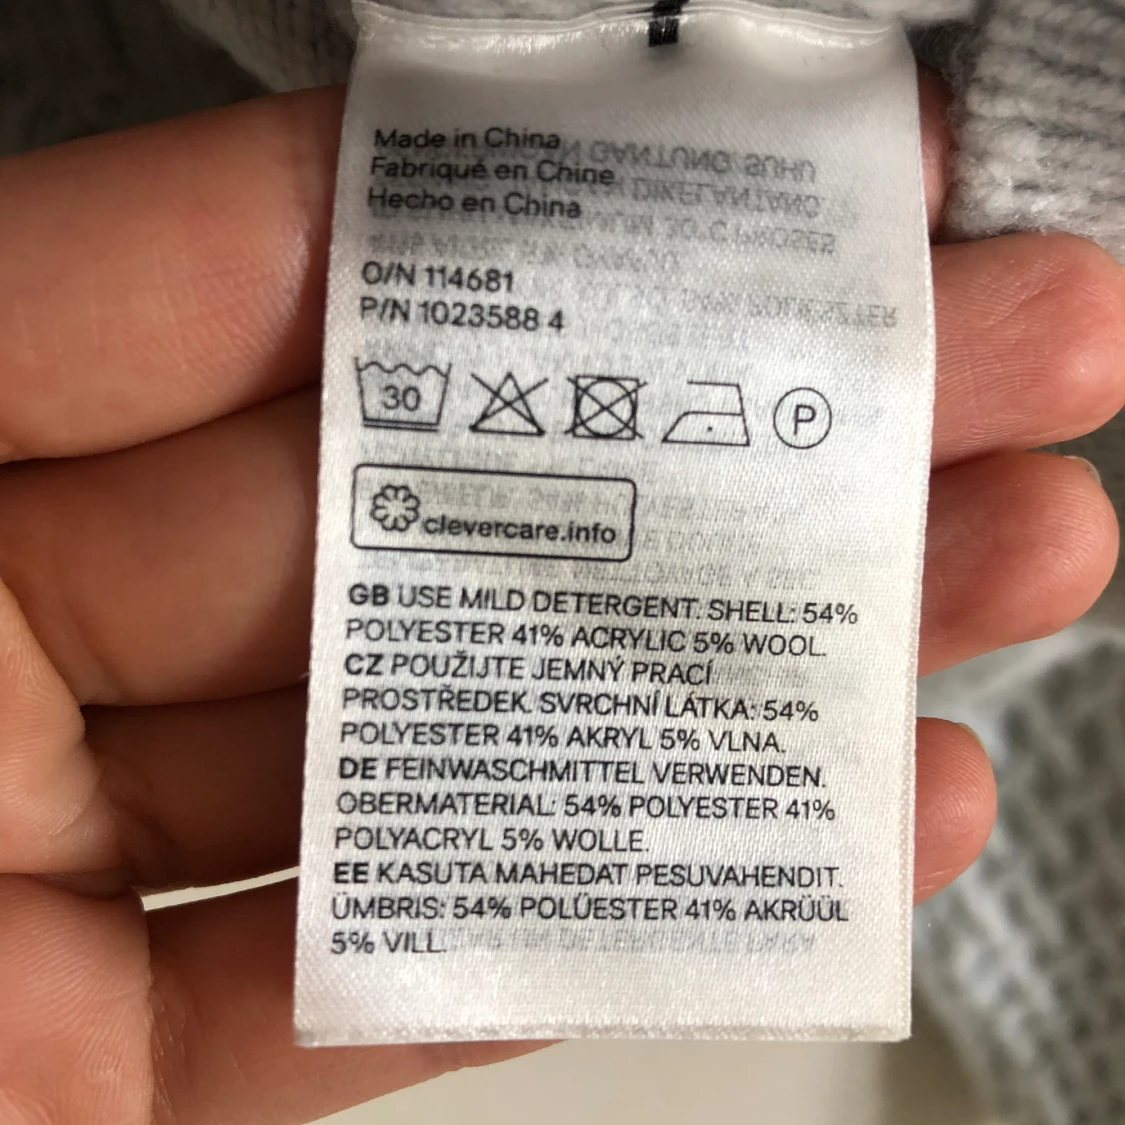 Made in China
Fabriqué en Chine
Hecho en China
O/N 114681
P/N 1023588 4
30
P
clevercare.info
GB USE MILD DETERGENT. SHELL: 54%
POLYESTER 41% ACRYLIC 5% WOOL.
CZ POUŽIJTE JEMNÝ PRACÍ
PROSTŘEDEK. SVRCHNÍ LÁTKA: 54%
POLYESTER 41% AKRYL 5% VLNA.
DE FEINWASCHMITTEL VERWENDEN.
OBERMATERIAL: 54% POLYESTER 41%
POLYACRYL 5% WOLLE.
EE KASUTA MAHEDAT PESUVAHENDIT.
ÜMBRIS: 54% POLÜESTER 41% AKRÜÜL
5% VILL.